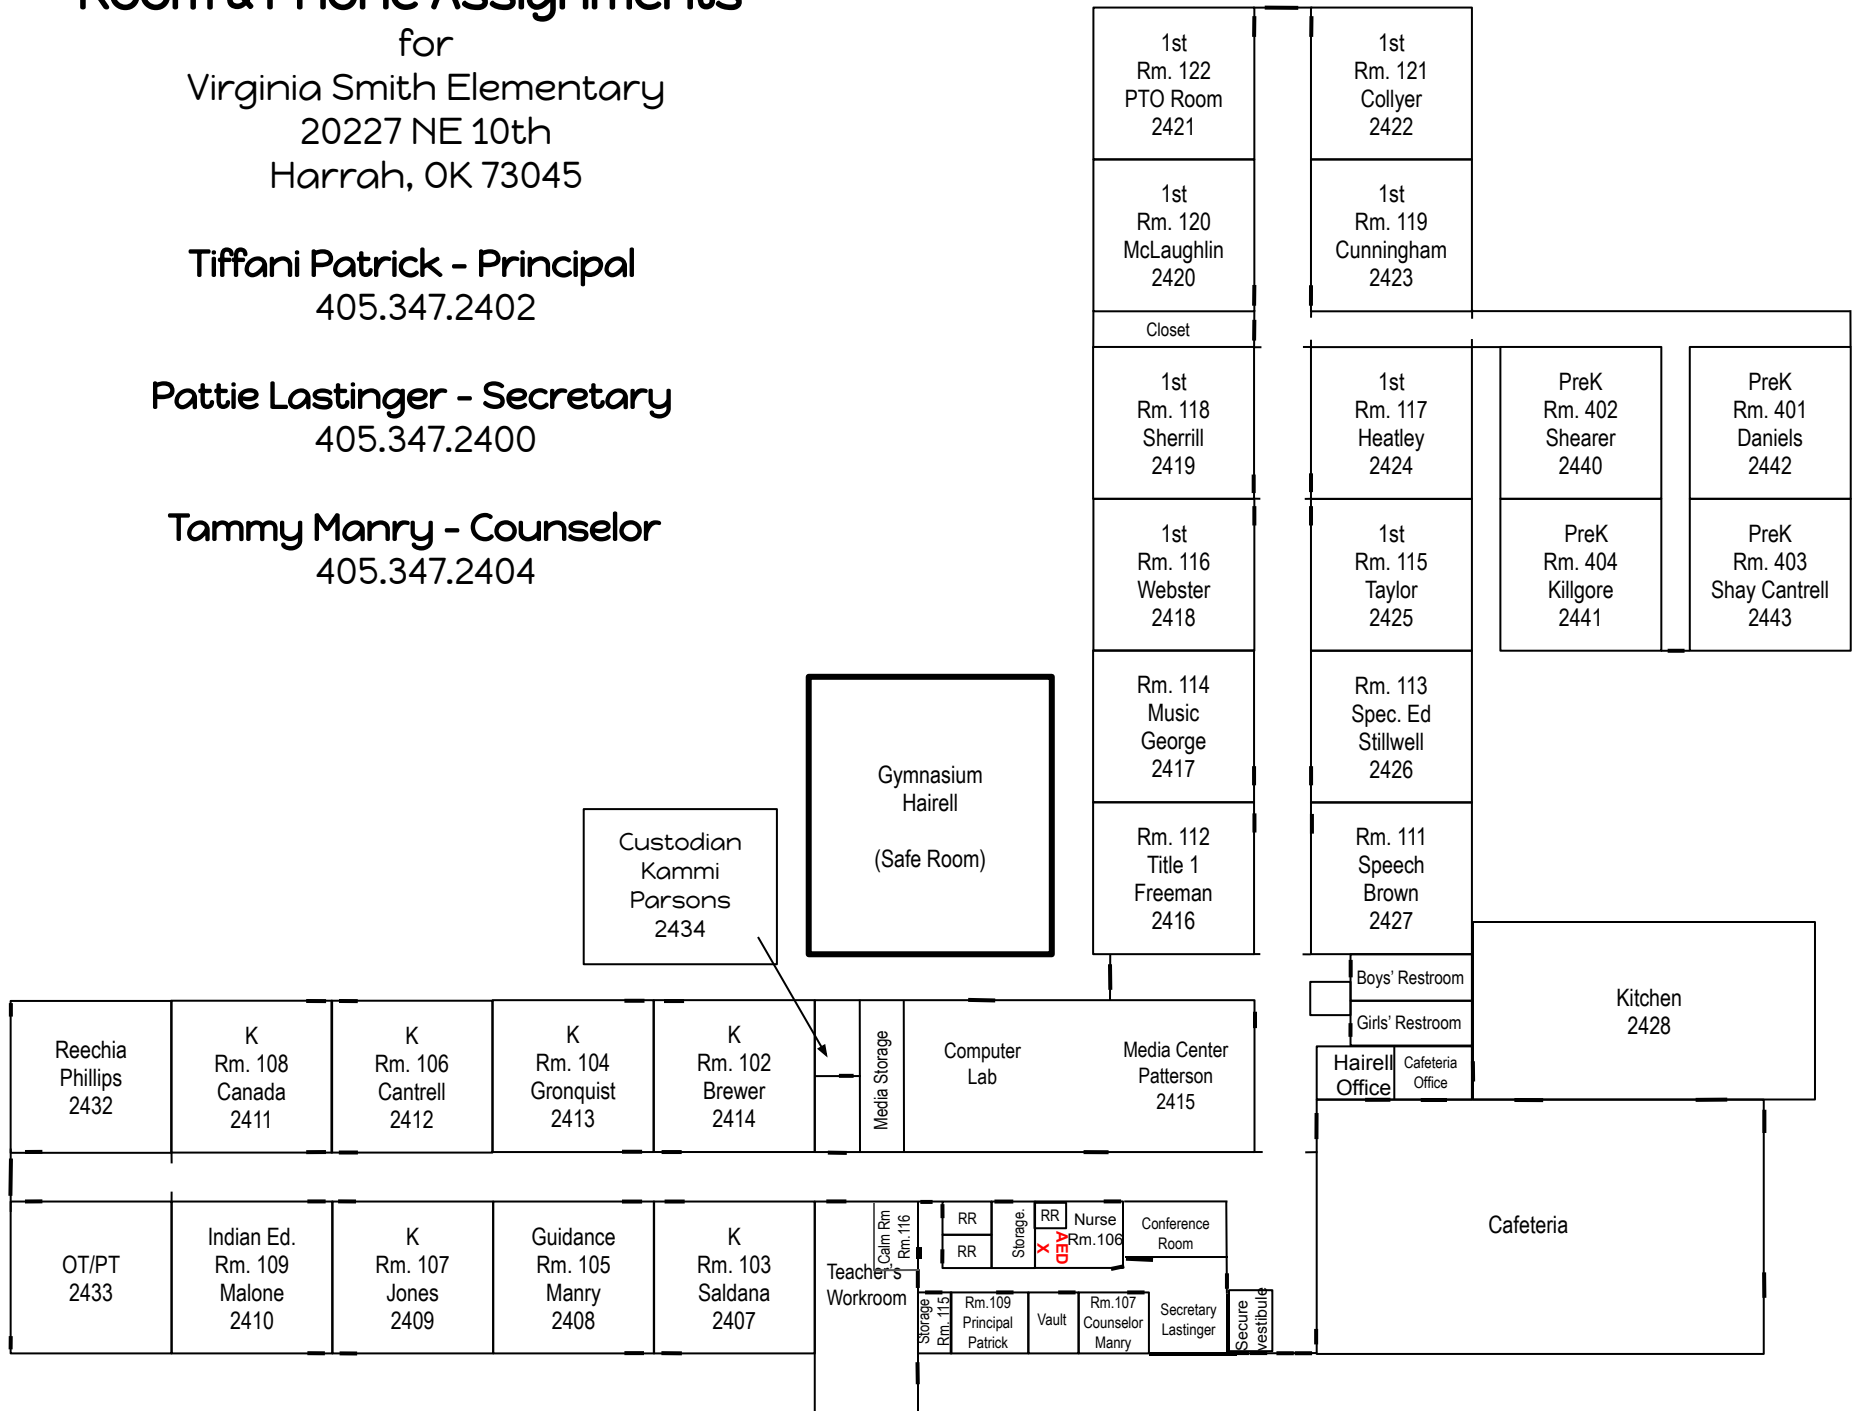 Room & Phone Assignments
for
Virginia Smith Elementary
20227 NE 10th
Harrah, OK 73045
Tiffani Patrick - Principal
405.347.2402
Pattie Lastinger - Secretary
405.347.2400
Tammy Manry - Counselor
405.347.2404
1st
Rm. 122
PTO Room
2421
1st
Rm. 121
Collyer
2422
1st
Rm. 120
McLaughlin
2420
1st
Rm. 119
Cunningham
2423
Closet
1st
Rm. 118
Sherrill
2419
1st
Rm. 117
Heatley
2424
PreK
Rm. 402
Shearer
2440
PreK
Rm. 401
Daniels
2442
1st
Rm. 116
Webster
2418
1st
Rm. 115
Taylor
2425
PreK
Rm. 404
Killgore
2441
PreK
Rm. 403
Shay Cantrell
2443
Rm. 114
Music
George
2417
Rm. 113
Spec. Ed
Stillwell
2426
Gymnasium
Hairell
(Safe Room)
Custodian
Kammi
Parsons
2434
Rm. 112
Title 1
Freeman
2416
Rm. 111
Speech
Brown
2427
Boys' Restroom
Girls' Restroom
Hairell
Office
Cafeteria
Office
Kitchen
2428
Reechia
Phillips
2432
K
Rm. 108
Canada
2411
K
Rm. 106
Cantrell
2412
K
Rm. 104
Gronquist
2413
K
Rm. 102
Brewer
2414
Media Storage
Computer
Lab
Media Center
Patterson
2415
OT/PT
2433
Indian Ed.
Rm. 109
Malone
2410
K
Rm. 107
Jones
2409
Guidance
Rm. 105
Manry
2408
K
Rm. 103
Saldana
2407
Teacher's
Workroom
Calm Rm
Rm.116
RR
RR
Storage.
RR
AED
X
Nurse
Rm.106
Conference
Room
Storage
Rm. 115
Rm.109
Principal
Patrick
Vault
Rm.107
Counselor
Manry
Secretary
Lastinger
Secure
Vestibule
Cafeteria